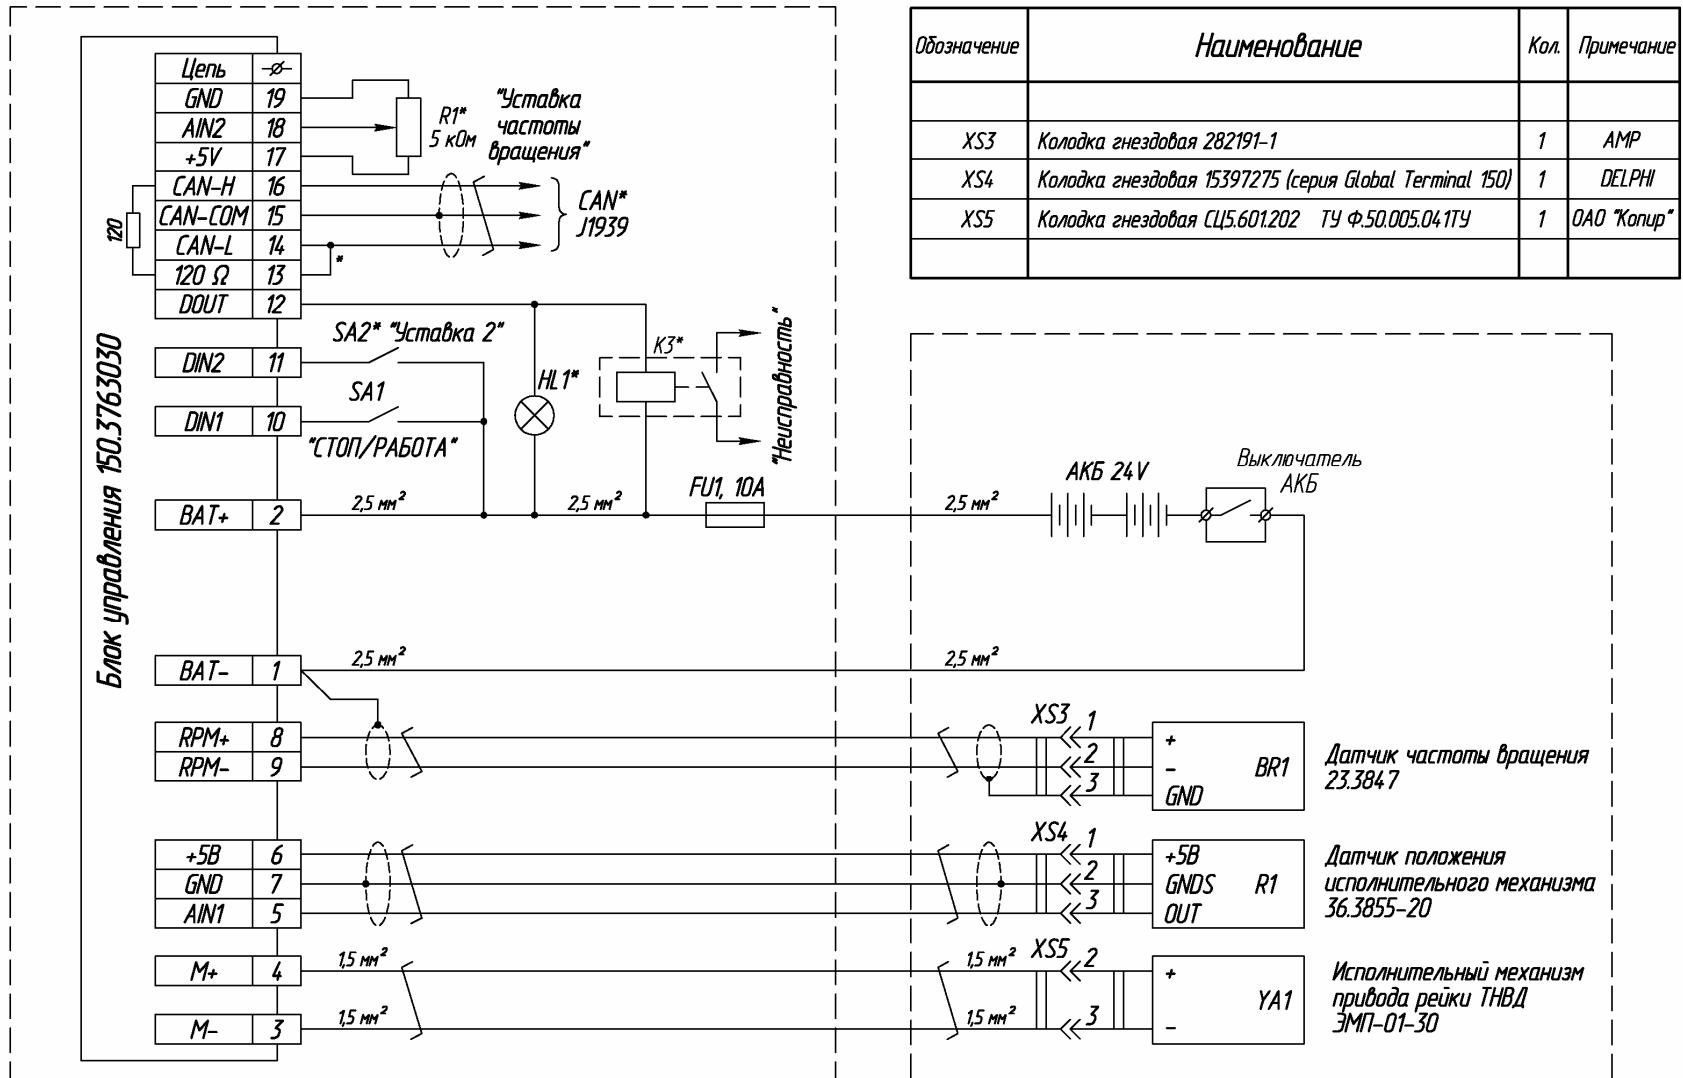 Обозначение Наименование Кол. Примечание
XS3 Колодка гнездовая 282191-1 1 AMP
XS4 Колодка гнездовая 15397275 (серия Global Terminal 150) 1 DELPHI
XS5 Колодка гнездовая СЦ5.601.202 ТУ Ф.50.005.041ТУ 1 ОАО "Копир"
Блок управления 150.3763030
Цепь
GND 19
AIN2 18
+5V 17
CAN-H 16
CAN-COM 15
CAN-L 14
120 Ω 13
DOUT 12
DIN2 11
DIN1 10
BAT+ 2
BAT- 1
RPM+ 8
RPM- 9
+5В 6
GND 7
AIN1 5
M+ 4
M- 3
120
R1*
5 кОм
"Уставка
частоты
вращения"
CAN*
J1939
*
SA2* "Уставка 2"
SA1
"СТОП/РАБОТА"
HL1*
K3*
"Неисправность"
2,5 мм²
2,5 мм²
FU1, 10A
2,5 мм²
АКБ 24V
Выключатель
АКБ
2,5 мм²
2,5 мм²
XS3
1
2
3
+
-
GND
BR1
Датчик частоты вращения
23.3847
XS4
1
2
3
+5В
GNDS
OUT
R1
Датчик положения
исполнительного механизма
36.3855-20
1,5 мм²
1,5 мм²
1,5 мм²
1,5 мм²
XS5
2
3
+
-
YA1
Исполнительный механизм
привода рейки ТНВД
ЭМП-01-30